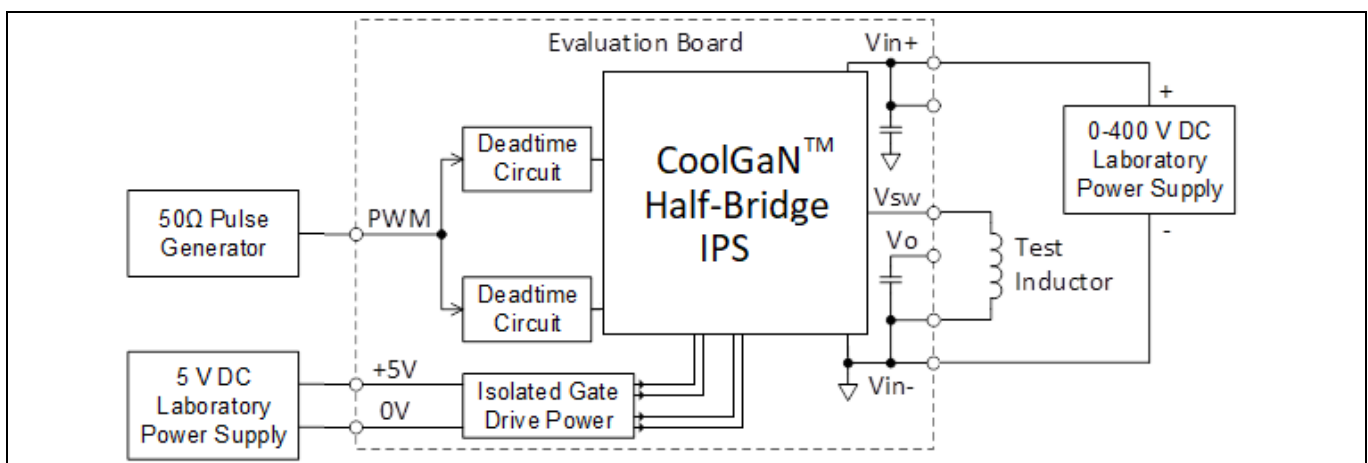 Evaluation Board
Vin+
Deadtime
Circuit
CoolGaN™
Half-Bridge
IPS
+
0-400 V DC
Laboratory
Power Supply
-
50Ω Pulse
Generator
PWM
Vsw
Vo
Test
Inductor
Deadtime
Circuit
5 V DC
Laboratory
Power Supply
+5V
0V
Isolated Gate
Drive Power
Vin-